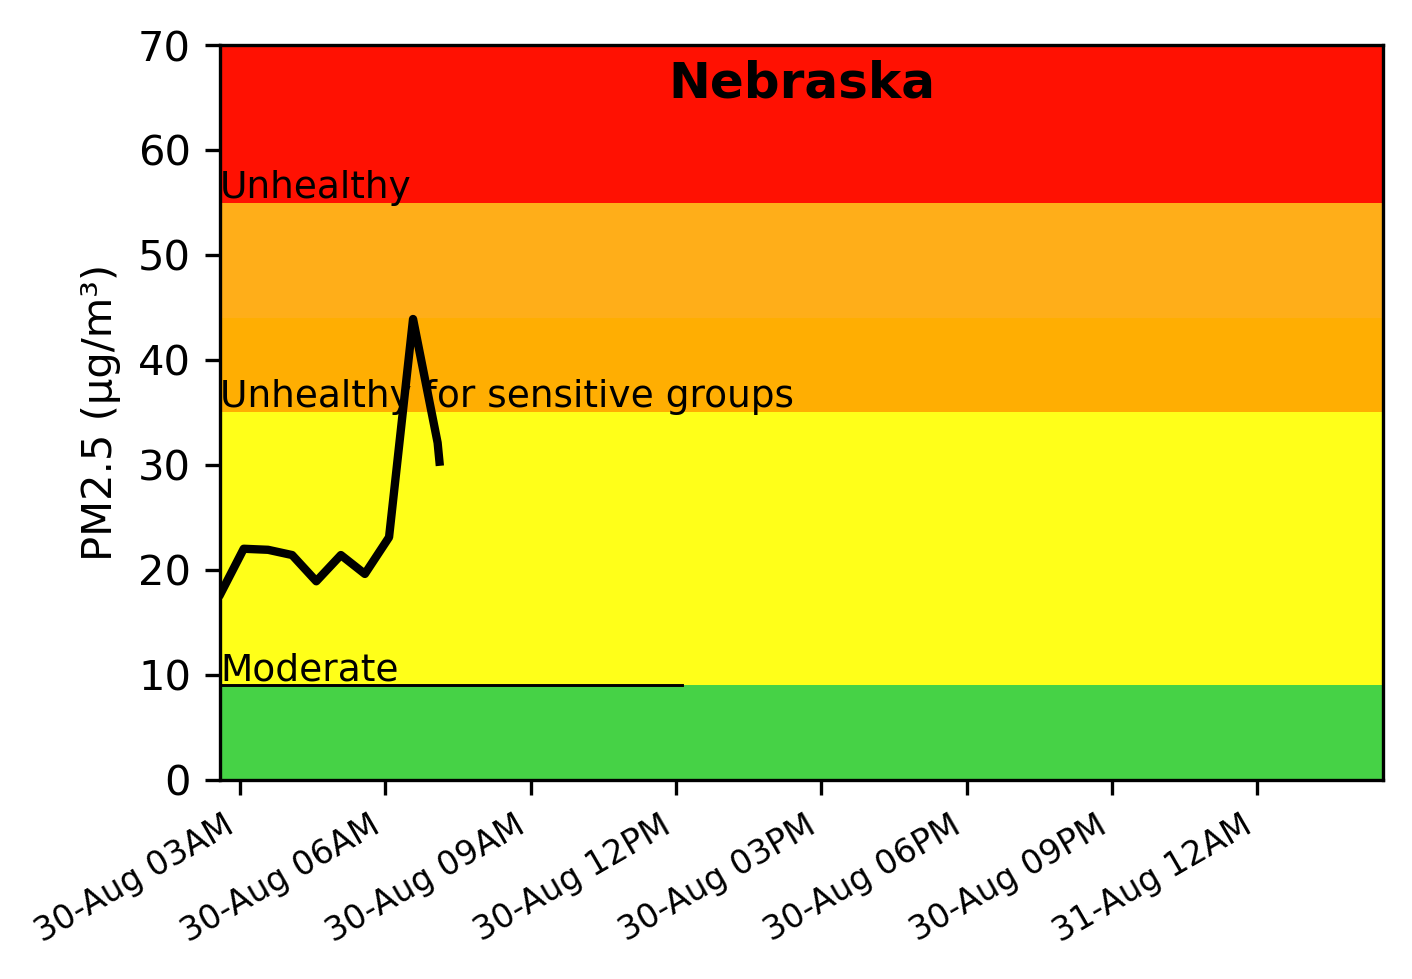 Nebraska
PM2.5 (µg/m³)
70
60
50
40
30
20
10
0
Unhealthy
Unhealthy for sensitive groups
Moderate
30-Aug 03AM
30-Aug 06AM
30-Aug 09AM
30-Aug 12PM
30-Aug 03PM
30-Aug 06PM
30-Aug 09PM
31-Aug 12AM